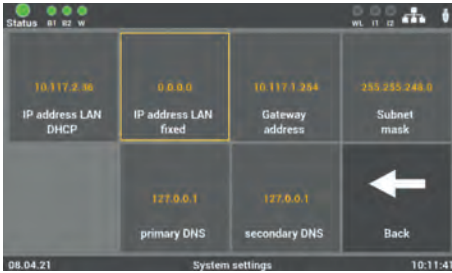 Status B1 B2 W WL I1 I2
10.117.2.56 0.0.0.0 10.117.1.254 255.255.248.0
IP address LAN DHCP
IP address LAN fixed
Gateway address
Subnet mask
127.0.0.1 127.0.0.1
primary DNS secondary DNS Back
08.04.21 System settings 10:11:41